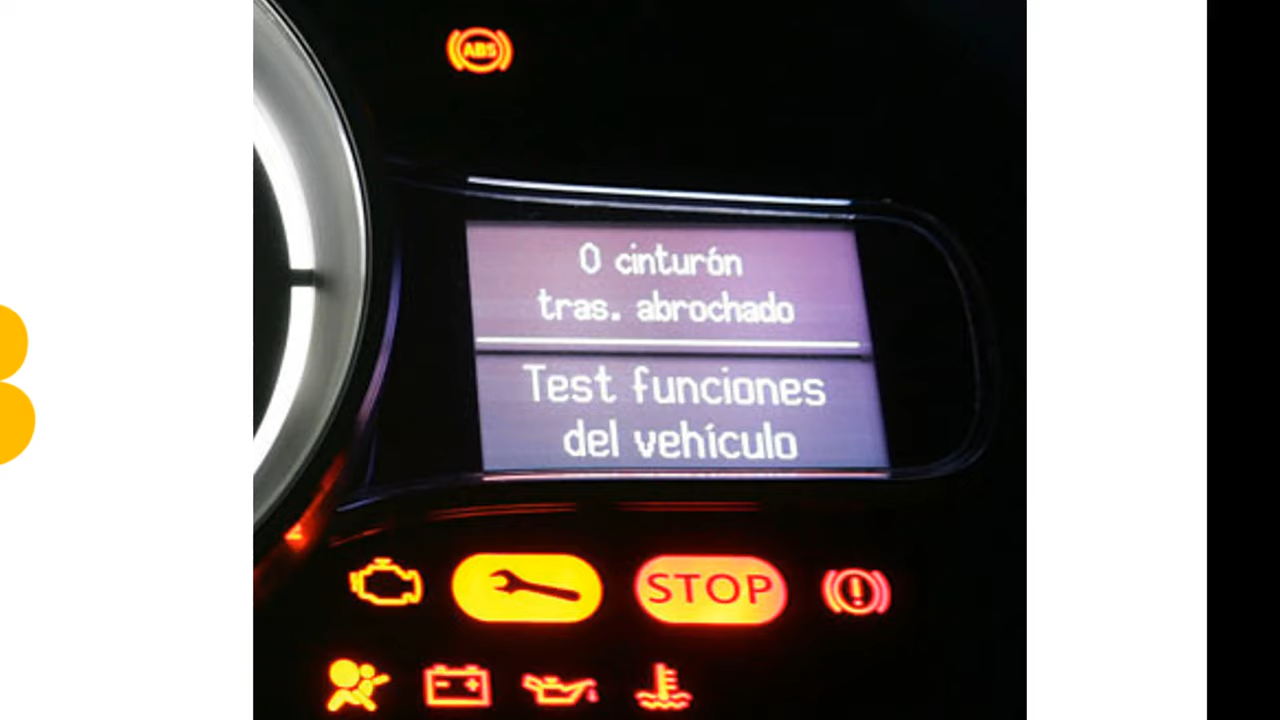 ABS
0 cinturón
tras. abrochado
Test funciones
del vehículo
STOP